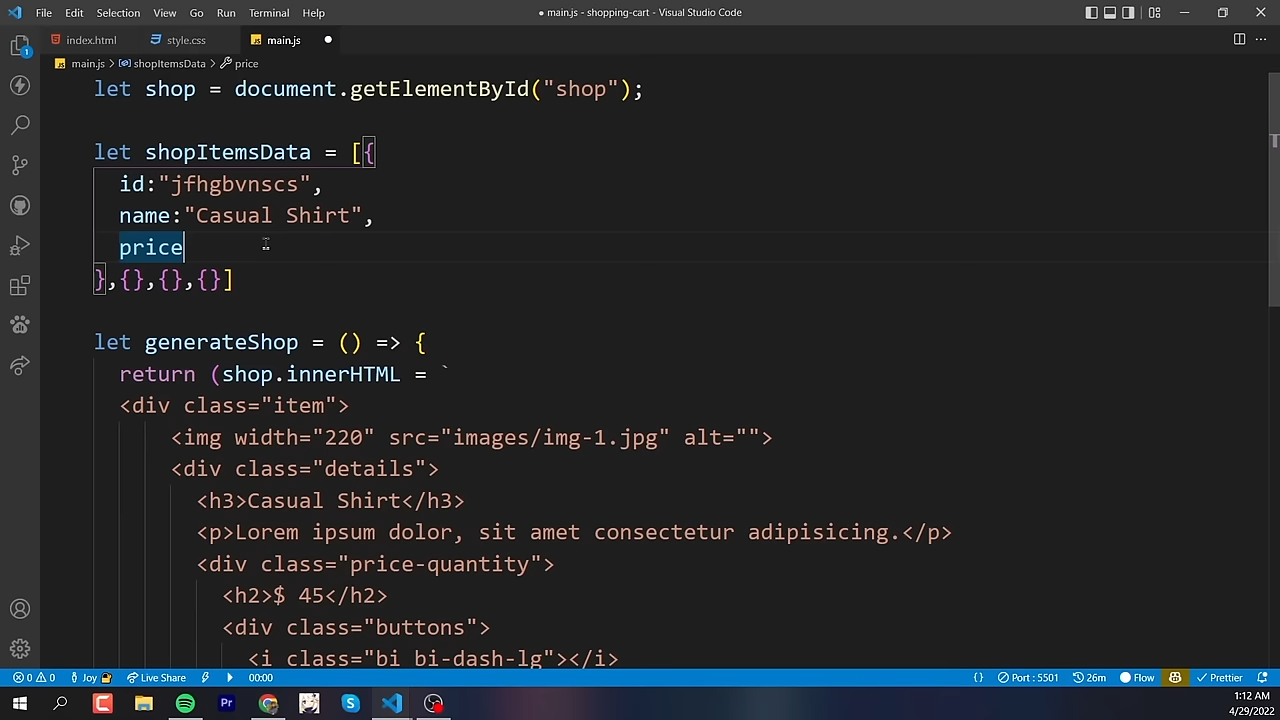 File Edit Selection View Go Run Terminal Help
● main.js - shopping-cart - Visual Studio Code
index.html style.css main.js ●
main.js > shopItemsData > price
let shop = document.getElementById("shop");
let shopItemsData = [{
id:"jfhgbvnscs",
name:"Casual Shirt",
price
},{},{},{}]
let generateShop = () => {
return (shop.innerHTML = `
<div class="item">
<img width="220" src="images/img-1.jpg" alt="">
<div class="details">
<h3>Casual Shirt</h3>
<p>Lorem ipsum dolor, sit amet consectetur adipisicing.</p>
<div class="price-quantity">
<h2>$ 45</h2>
<div class="buttons">
<i class="bi bi-dash-lg"></i>
1
0 0 Joy Live Share 00:00 {} Port : 5501 26m Flow Prettier
Pr
1:12 AM
4/29/2022